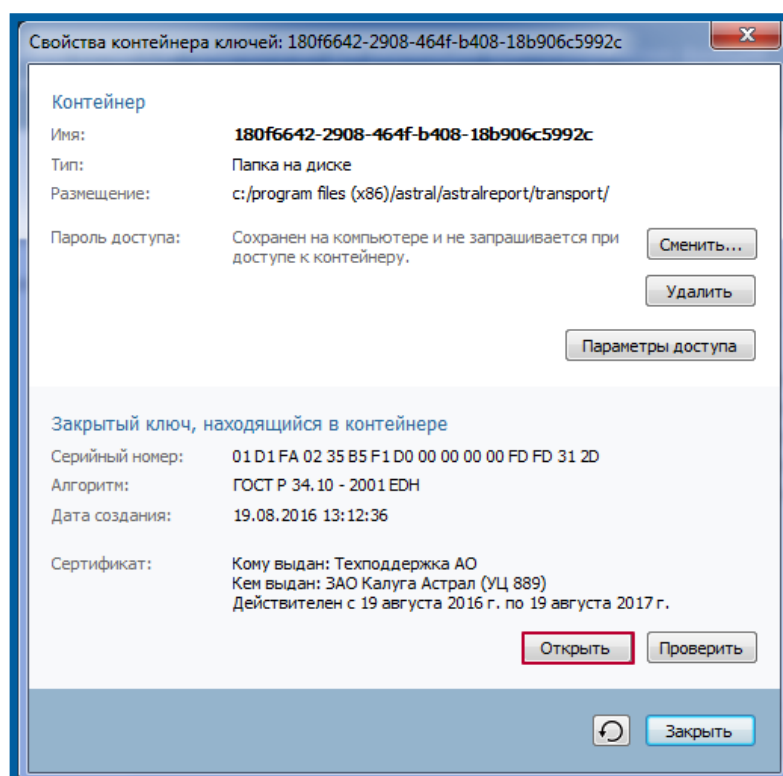 Свойства контейнера ключей: 180f6642-2908-464f-b408-18b906c5992c
Контейнер
Имя: 180f6642-2908-464f-b408-18b906c5992c
Тип: Папка на диске
Размещение: c:/program files (x86)/astral/astralreport/transport/
Пароль доступа: Сохранен на компьютере и не запрашивается при Сменить...
доступе к контейнеру.
Удалить
Параметры доступа
Закрытый ключ, находящийся в контейнере
Серийный номер: 01 D1 FA 02 35 B5 F1 D0 00 00 00 00 FD FD 31 2D
Алгоритм: ГОСТ Р 34.10 - 2001 EDH
Дата создания: 19.08.2016 13:12:36
Сертификат: Кому выдан: Техподдержка АО
Кем выдан: ЗАО Калуга Астрал (УЦ 889)
Действителен с 19 августа 2016 г. по 19 августа 2017 г.
Открыть Проверить
Закрыть